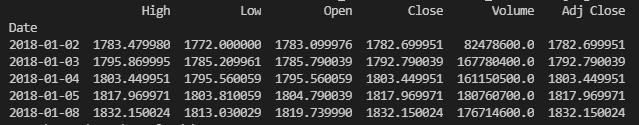 High Low Open Close Volume Adj Close
Date
2018-01-02 1783.479980 1772.000000 1783.099976 1782.699951 82478600.0 1782.699951
2018-01-03 1795.869995 1785.209961 1785.790039 1792.790039 167780400.0 1792.790039
2018-01-04 1803.449951 1795.560059 1795.560059 1803.449951 161150500.0 1803.449951
2018-01-05 1817.969971 1803.810059 1804.790039 1817.969971 180760700.0 1817.969971
2018-01-08 1832.150024 1813.030029 1819.739990 1832.150024 176714600.0 1832.150024